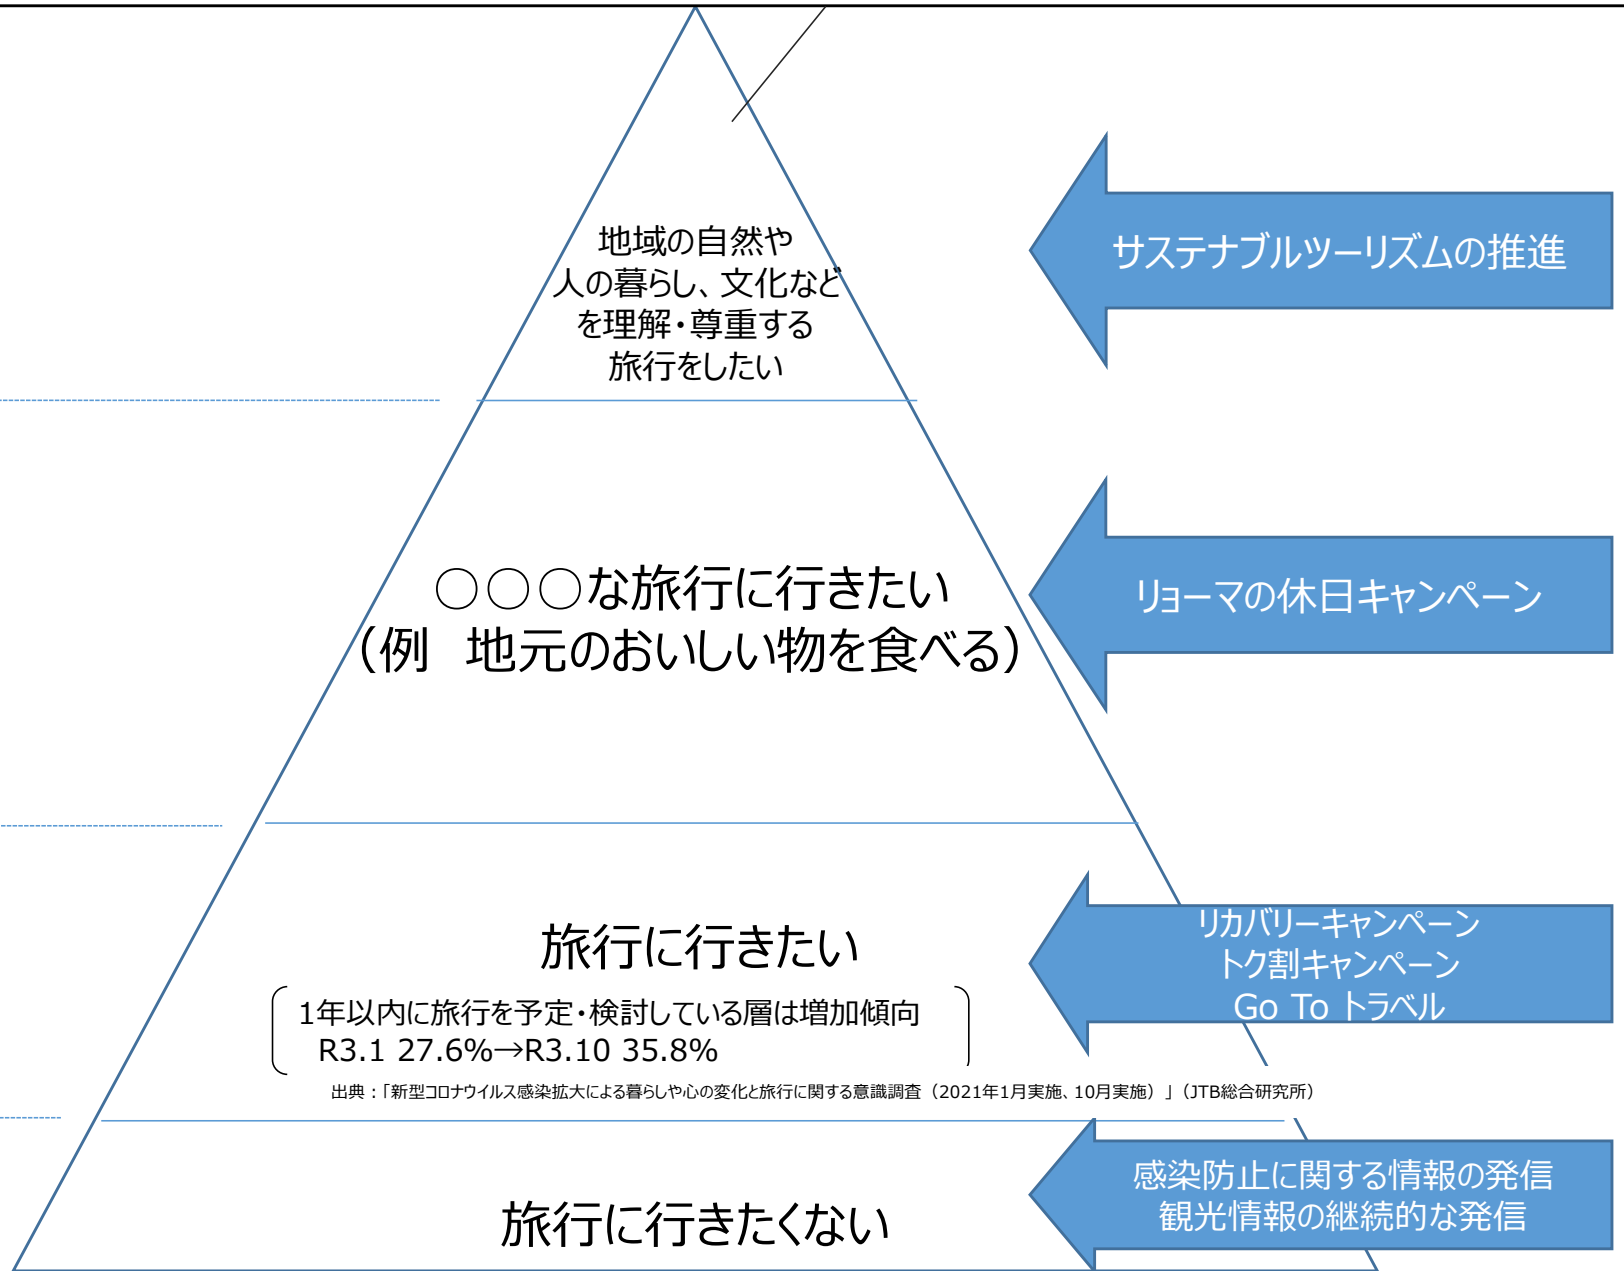 地域の自然や
人の暮らし、文化など
を理解・尊重する
旅行をしたい
サステナブルツーリズムの推進
○○○な旅行に行きたい
（例　地元のおいしい物を食べる）
リョーマの休日キャンペーン
旅行に行きたい
1年以内に旅行を予定・検討している層は増加傾向
R3.1 27.6%→R3.10 35.8%
出典：「新型コロナウイルス感染拡大による暮らしや心の変化と旅行に関する意識調査（2021年1月実施、10月実施）」（JTB総合研究所）
リカバリーキャンペーン
トク割キャンペーン
Go To トラベル
旅行に行きたくない
感染防止に関する情報の発信
観光情報の継続的な発信